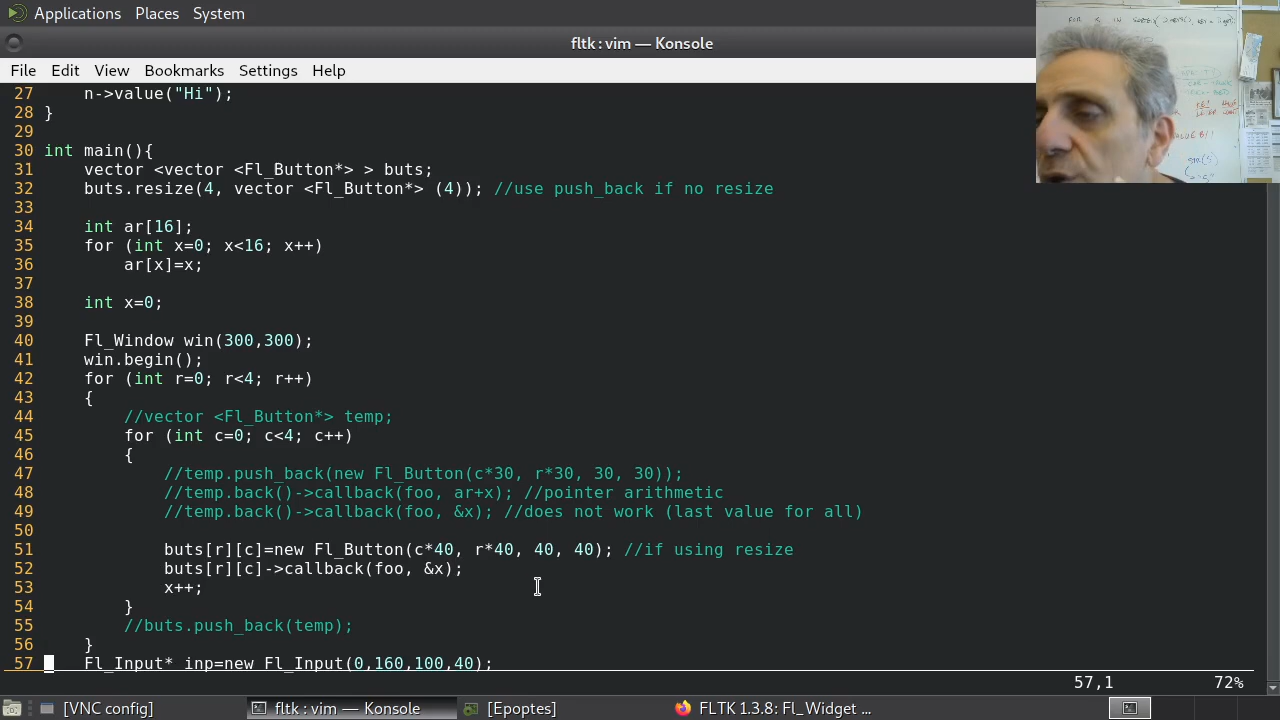 Applications Places System
fltk : vim — Konsole
File Edit View Bookmarks Settings Help
27     n->value("Hi");
28 }
29
30 int main(){
31     vector <vector <Fl_Button*> > buts;
32     buts.resize(4, vector <Fl_Button*> (4)); //use push_back if no resize
33
34     int ar[16];
35     for (int x=0; x<16; x++)
36         ar[x]=x;
37
38     int x=0;
39
40     Fl_Window win(300,300);
41     win.begin();
42     for (int r=0; r<4; r++)
43     {
44         //vector <Fl_Button*> temp;
45         for (int c=0; c<4; c++)
46         {
47             //temp.push_back(new Fl_Button(c*30, r*30, 30, 30));
48             //temp.back()->callback(foo, ar+x); //pointer arithmetic
49             //temp.back()->callback(foo, &x); //does not work (last value for all)
50
51             buts[r][c]=new Fl_Button(c*40, r*40, 40, 40); //if using resize
52             buts[r][c]->callback(foo, &x);
53             x++;
54         }
55         //buts.push_back(temp);
56     }
57     Fl_Input* inp=new Fl_Input(0,160,100,40);
57,1 72%
[VNC config] fltk : vim — Konsole [Epoptes] FLTK 1.3.8: Fl_Widget ...